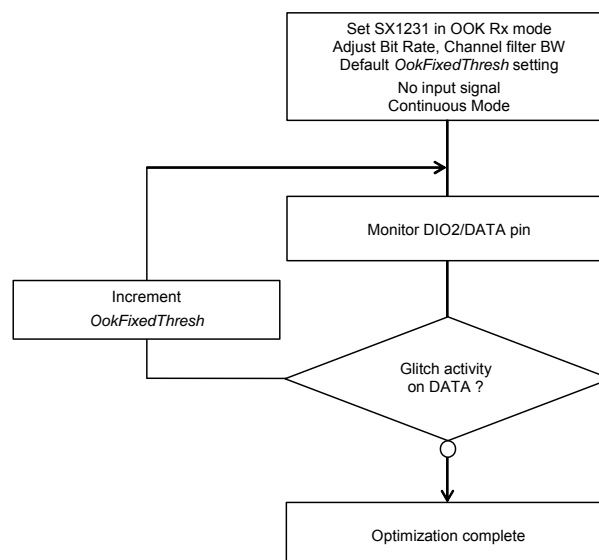 Set SX1231 in OOK Rx mode
Adjust Bit Rate, Channel filter BW
Default OokFixedThresh setting
No input signal
Continuous Mode
Monitor DIO2/DATA pin
Increment
OokFixedThresh
Glitch activity
on DATA ?
Optimization complete